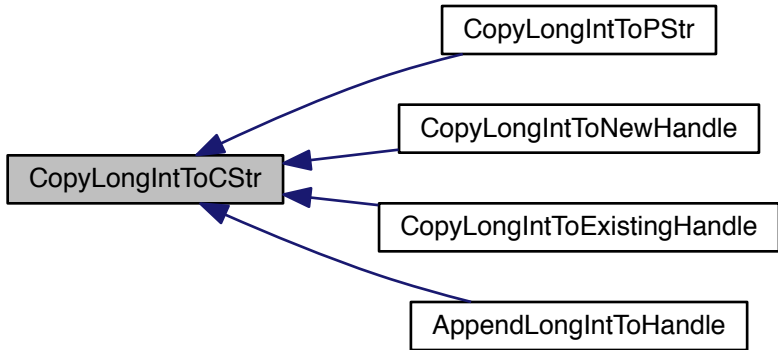 CopyLongIntToPStr
CopyLongIntToNewHandle
CopyLongIntToCStr
CopyLongIntToExistingHandle
AppendLongIntToHandle